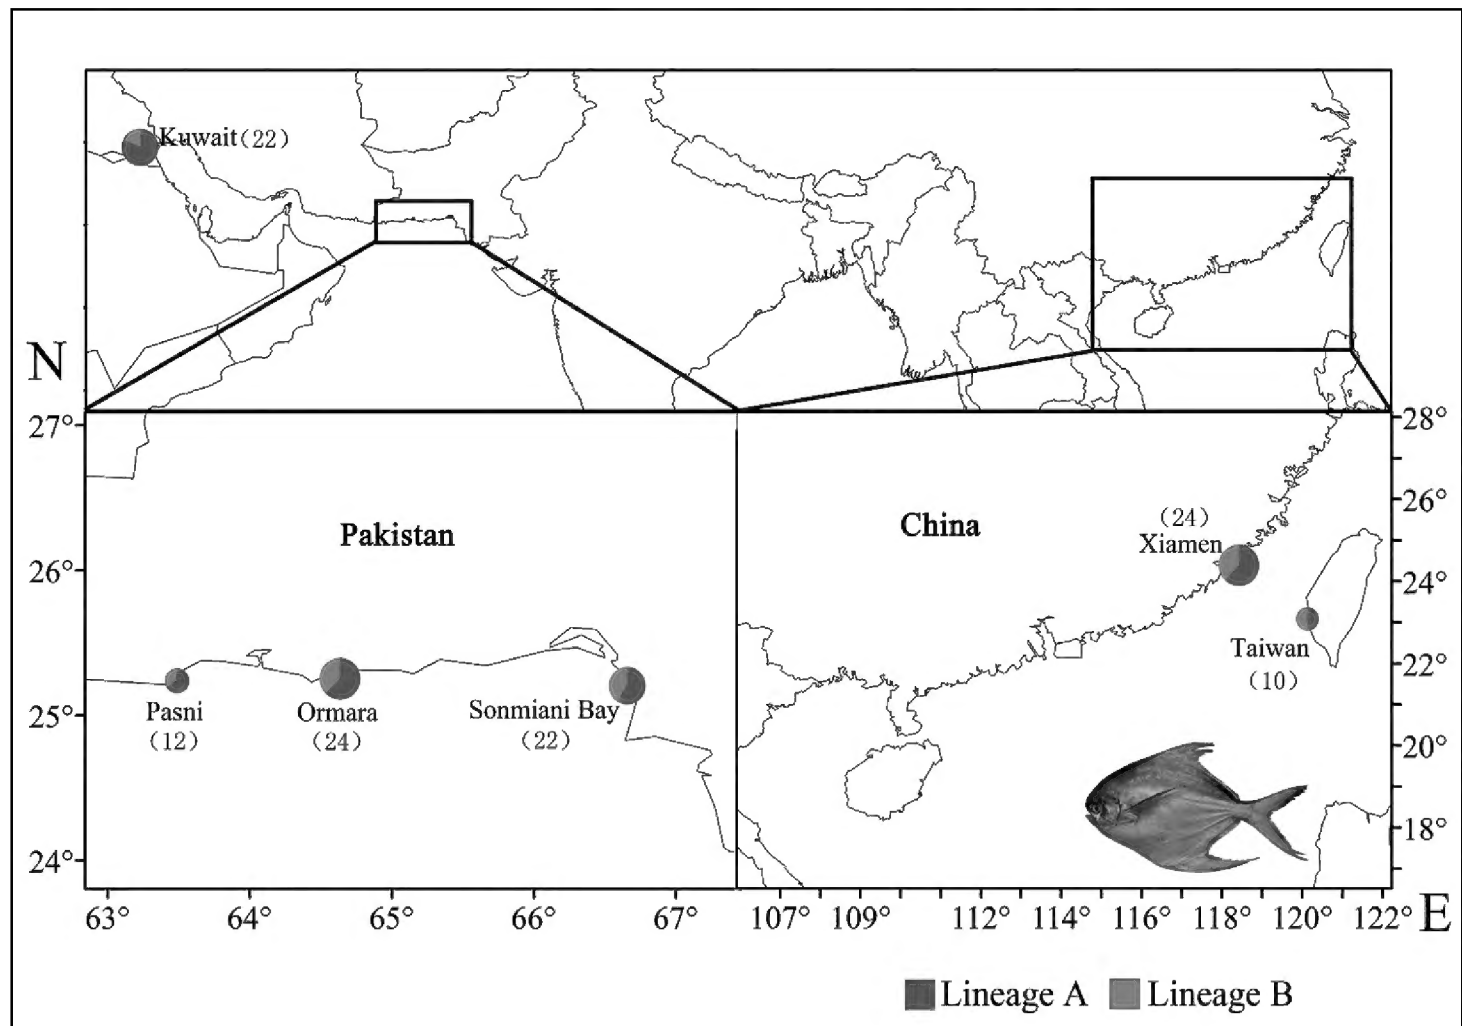 Kuwait(22)
N
27°
28°
26°
24°
22°
20°
18°
26°
25°
24°
Pakistan
China
(24)
Xiamen
Taiwan
(10)
Pasni
(12)
Ormara
(24)
Sonmiani Bay
(22)
63° 64° 65° 66° 67° 107° 109° 112° 114° 116° 118° 120° 122° E
Lineage A Lineage B